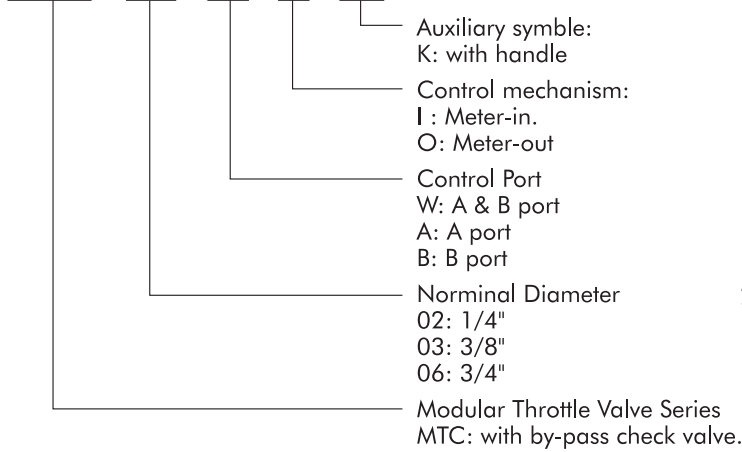 Auxiliary symble:
K: with handle
Control mechanism:
I : Meter-in.
O: Meter-out
Control Port
W: A & B port
A: A port
B: B port
Norminal Diameter
02: 1/4"
03: 3/8"
06: 3/4"
Modular Throttle Valve Series
MTC: with by-pass check valve.